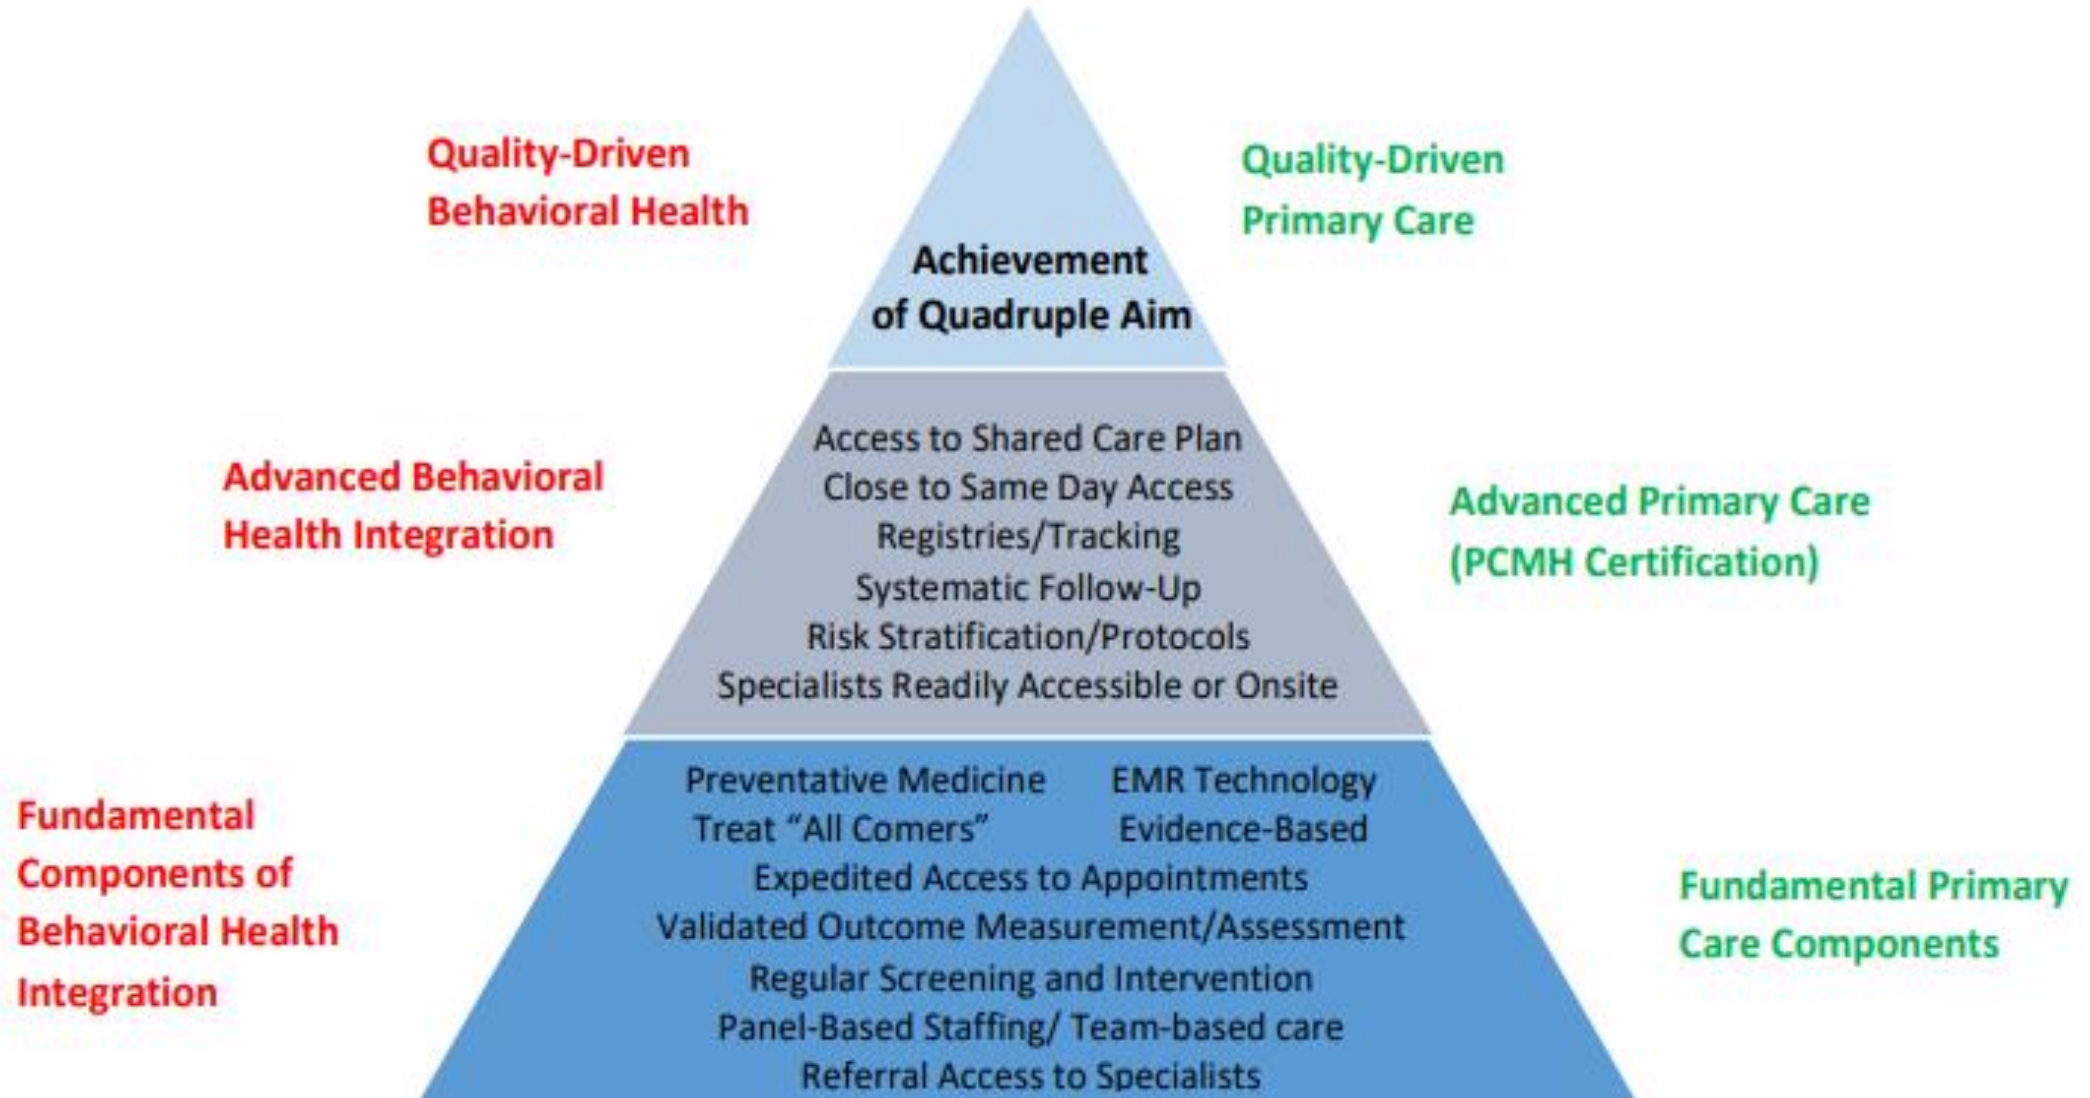 Quality-Driven
Behavioral Health
Quality-Driven
Primary Care
Achievement
of Quadruple Aim
Advanced Behavioral
Health Integration
Access to Shared Care Plan
Close to Same Day Access
Registries/Tracking
Systematic Follow-Up
Risk Stratification/Protocols
Specialists Readily Accessible or Onsite
Advanced Primary Care
(PCMH Certification)
Fundamental
Components of
Behavioral Health
Integration
Preventative Medicine EMR Technology
Treat “All Comers” Evidence-Based
Expedited Access to Appointments
Validated Outcome Measurement/Assessment
Regular Screening and Intervention
Panel-Based Staffing/ Team-based care
Referral Access to Specialists
Fundamental Primary
Care Components